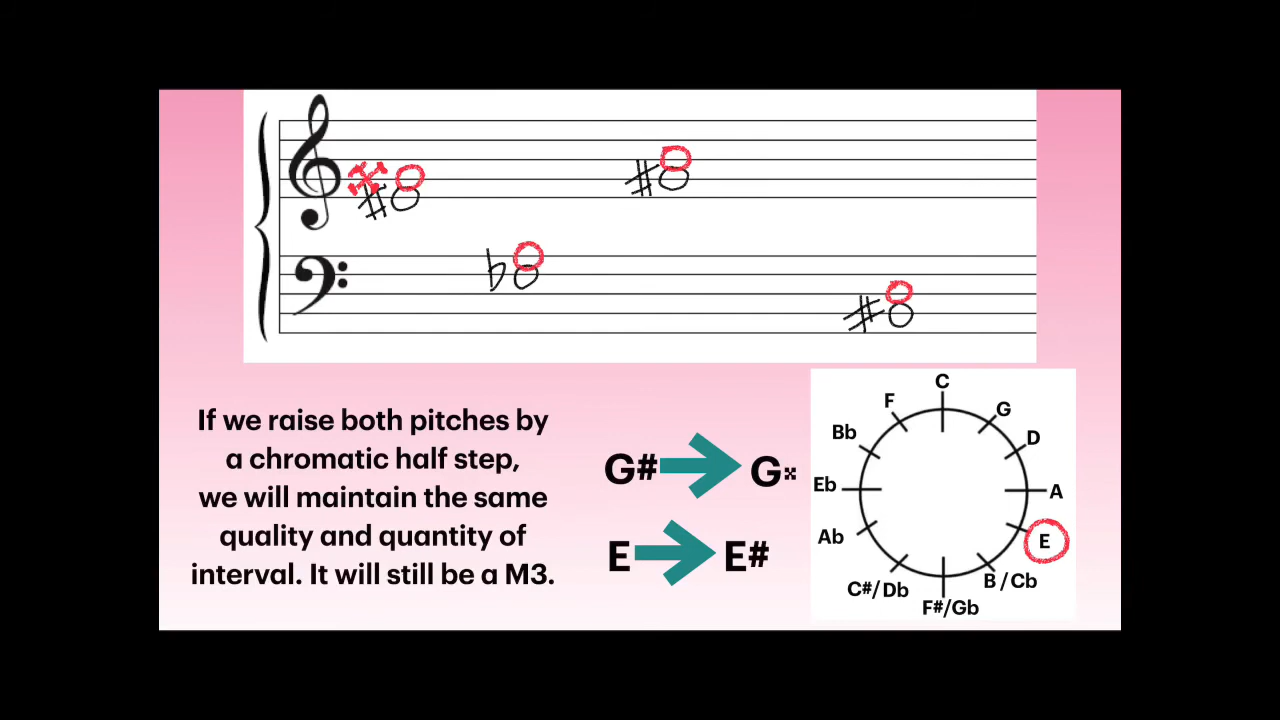 If we raise both pitches by
a chromatic half step,
we will maintain the same
quality and quantity of
interval. It will still be a M3.
G# G𝄪
E E#
C
F G
Bb D
Eb A
Ab E
C#/Db B/Cb
F#/Gb